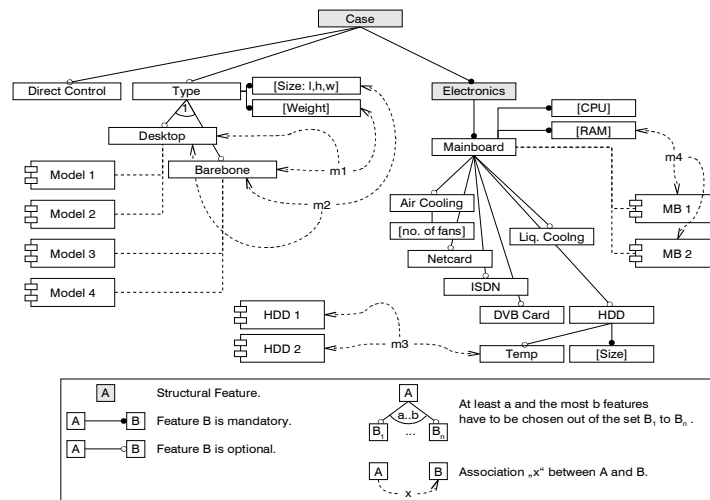 Case
Direct Control
Type
[Size: l,h,w]
[Weight]
Electronics
[CPU]
[RAM]
1
Desktop
Barebone
Mainboard
m1
m2
m4
Model 1
Model 2
Model 3
Model 4
Air Cooling
[no. of fans]
Liq. Coolng
Netcard
ISDN
DVB Card
HDD
MB 1
MB 2
HDD 1
HDD 2
m3
Temp
[Size]
A Structural Feature.
A B Feature B is mandatory.
A B Feature B is optional.
A
a..b
B1 ... Bn
At least a and the most b features
have to be chosen out of the set B1 to Bn .
A B
x
Association „x“ between A and B.